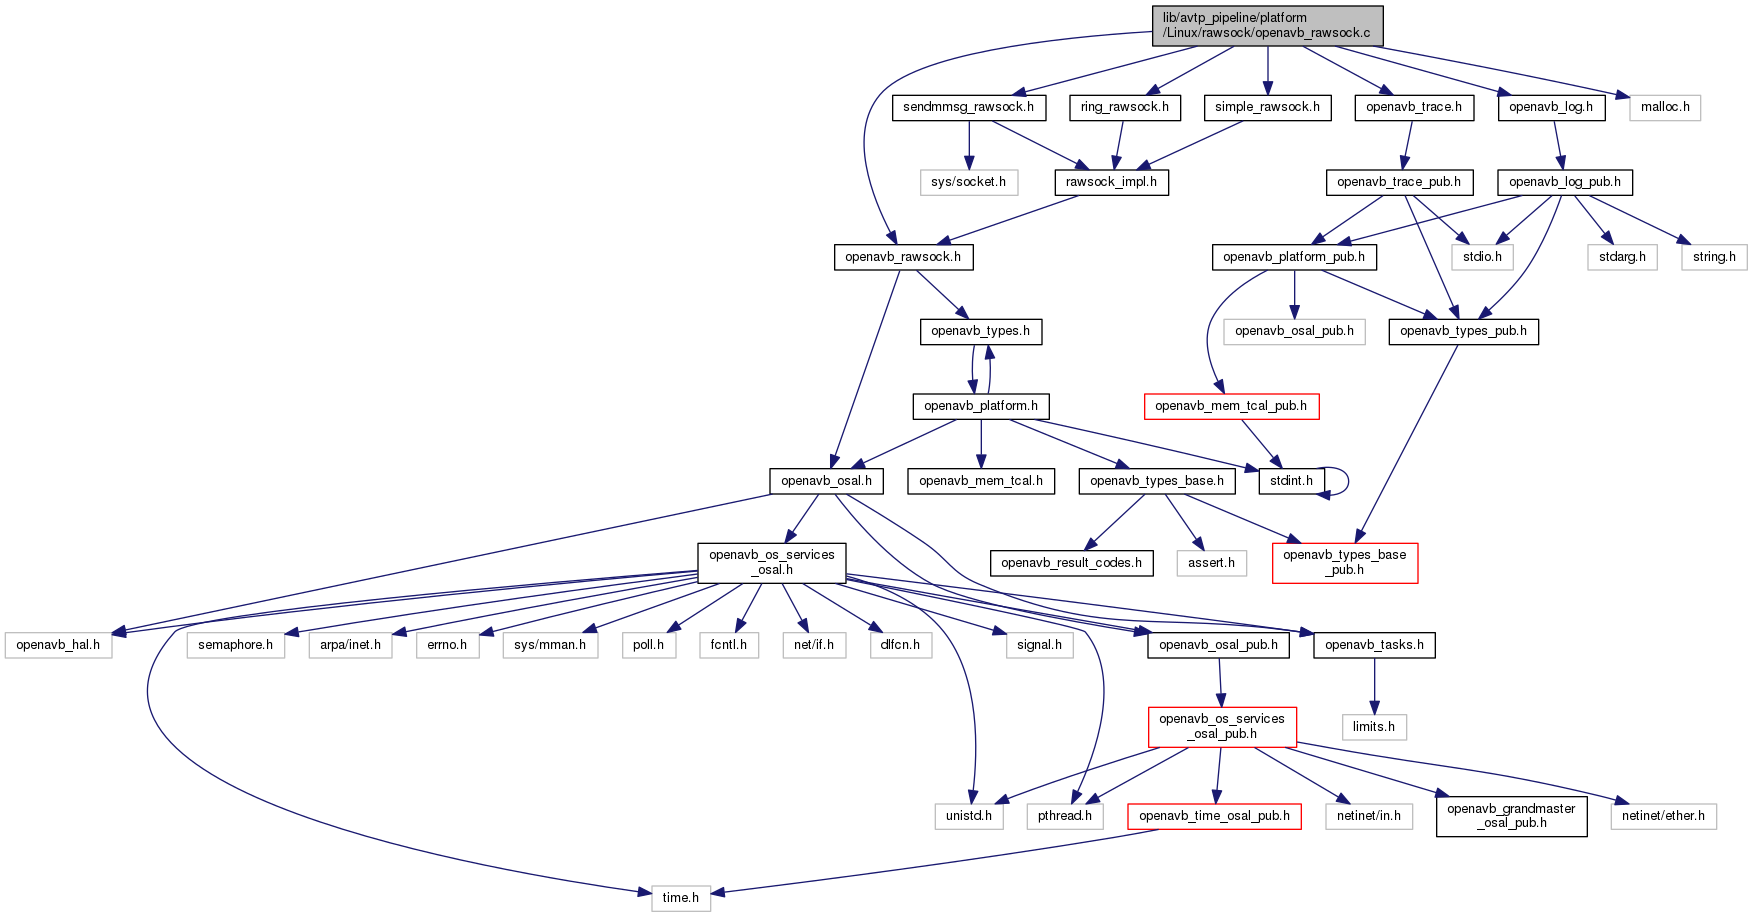 lib/avtp_pipeline/platform
/Linux/rawsock/openavb_rawsock.c
sendmmsg_rawsock.h
ring_rawsock.h
simple_rawsock.h
openavb_trace.h
openavb_log.h
malloc.h
sys/socket.h
rawsock_impl.h
openavb_trace_pub.h
openavb_log_pub.h
openavb_rawsock.h
openavb_platform_pub.h
stdio.h
stdarg.h
string.h
openavb_types.h
openavb_osal_pub.h
openavb_types_pub.h
openavb_platform.h
openavb_mem_tcal_pub.h
openavb_osal.h
openavb_mem_tcal.h
openavb_types_base.h
stdint.h
openavb_os_services
_osal.h
openavb_result_codes.h
assert.h
openavb_types_base
_pub.h
openavb_hal.h
semaphore.h
arpa/inet.h
errno.h
sys/mman.h
poll.h
fcntl.h
net/if.h
dlfcn.h
signal.h
openavb_osal_pub.h
openavb_tasks.h
openavb_os_services
_osal_pub.h
limits.h
unistd.h
pthread.h
openavb_time_osal_pub.h
netinet/in.h
openavb_grandmaster
_osal_pub.h
netinet/ether.h
time.h